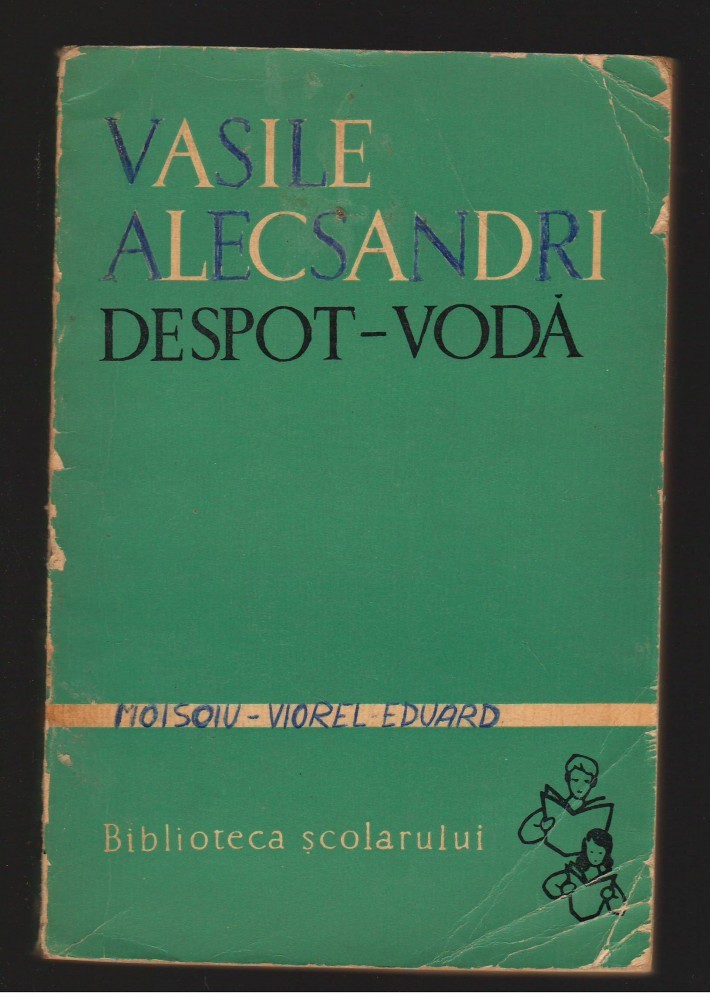 VASILE
ALECSANDRI
DESPOT-VODĂ
MOISOIU-VIOREL-EDUARD
Biblioteca școlarului